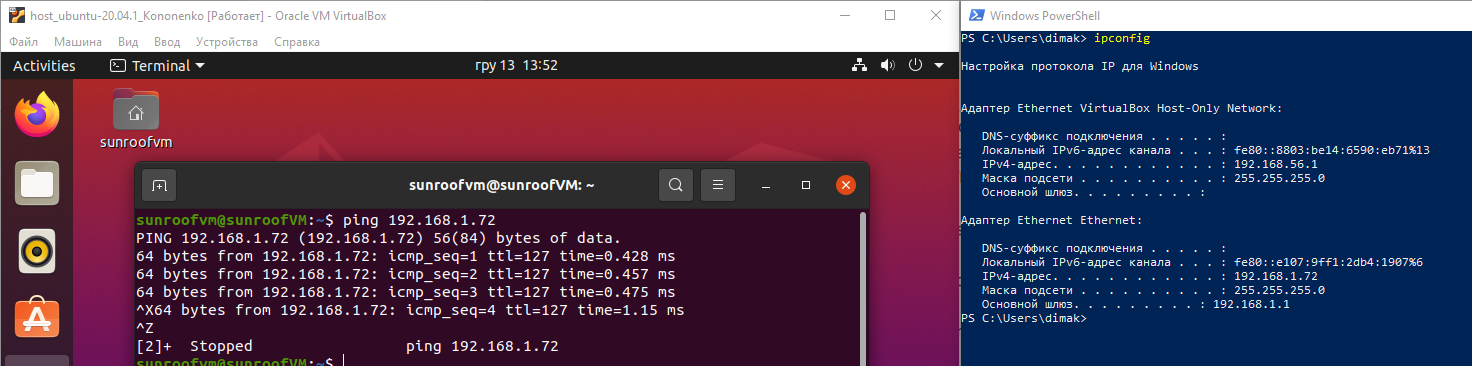 host_ubuntu-20.04.1_Kononenko [Работает] - Oracle VM VirtualBox
Файл Машина Вид Ввод Устройства Справка
Activities Terminal гру 13 13:52
sunroofvm
sunroofvm@sunroofVM: ~
sunroofvm@sunroofVM:~$ ping 192.168.1.72
PING 192.168.1.72 (192.168.1.72) 56(84) bytes of data.
64 bytes from 192.168.1.72: icmp_seq=1 ttl=127 time=0.428 ms
64 bytes from 192.168.1.72: icmp_seq=2 ttl=127 time=0.457 ms
64 bytes from 192.168.1.72: icmp_seq=3 ttl=127 time=0.475 ms
^X64 bytes from 192.168.1.72: icmp_seq=4 ttl=127 time=1.15 ms
^Z
[2]+  Stopped                 ping 192.168.1.72
sunroofvm@sunroofVM:~$
Windows PowerShell
PS C:\Users\dimak> ipconfig
Настройка протокола IP для Windows
Адаптер Ethernet VirtualBox Host-Only Network:
DNS-суффикс подключения . . . . . :
Локальный IPv6-адрес канала . . . : fe80::8803:be14:6590:eb71%13
IPv4-адрес. . . . . . . . . . . . : 192.168.56.1
Маска подсети . . . . . . . . . . : 255.255.255.0
Основной шлюз. . . . . . . . . :
Адаптер Ethernet Ethernet:
DNS-суффикс подключения . . . . . :
Локальный IPv6-адрес канала . . . : fe80::e107:9ff1:2db4:1907%6
IPv4-адрес. . . . . . . . . . . . : 192.168.1.72
Маска подсети . . . . . . . . . . : 255.255.255.0
Основной шлюз. . . . . . . . . : 192.168.1.1
PS C:\Users\dimak>